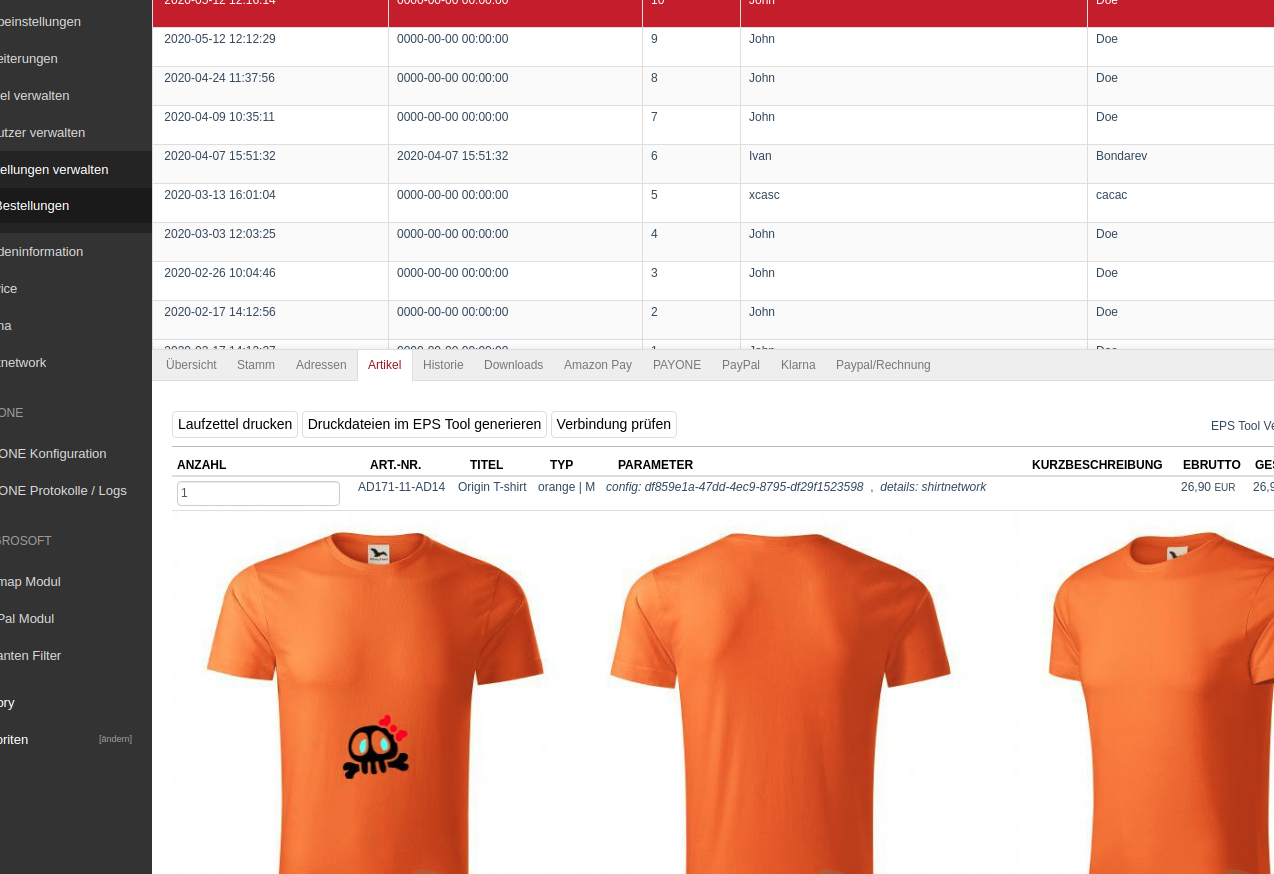 2020-05-12 12:16:14 0000-00-00 00:00:00 10 John Doe
2020-05-12 12:12:29 0000-00-00 00:00:00 9 John Doe
2020-04-24 11:37:56 0000-00-00 00:00:00 8 John Doe
2020-04-09 10:35:11 0000-00-00 00:00:00 7 John Doe
2020-04-07 15:51:32 2020-04-07 15:51:32 6 Ivan Bondarev
2020-03-13 16:01:04 0000-00-00 00:00:00 5 xcasc cacac
2020-03-03 12:03:25 0000-00-00 00:00:00 4 John Doe
2020-02-26 10:04:46 0000-00-00 00:00:00 3 John Doe
2020-02-17 14:12:56 0000-00-00 00:00:00 2 John Doe
0000-00-00 00:00:00 1 John Doe
beinstellungen
eiterungen
el verwalten
utzer verwalten
ellungen verwalten
Bestellungen
deninformation
ice
na
network
ONE
ONE Konfiguration
ONE Protokolle / Logs
GROSOFT
map Modul
Pal Modul
anten Filter
ory
oriten [ändern]
Übersicht Stamm Adressen Artikel Historie Downloads Amazon Pay PAYONE PayPal Klarna Paypal/Rechnung
Laufzettel drucken Druckdateien im EPS Tool generieren Verbindung prüfen EPS Tool Ve
ANZAHL ART.-NR. TITEL TYP PARAMETER KURZBESCHREIBUNG EBRUTTO GES
1 AD171-11-AD14 Origin T-shirt orange | M config: df859e1a-47dd-4ec9-8795-df29f1523598 , details: shirtnetwork 26,90 EUR 26,9